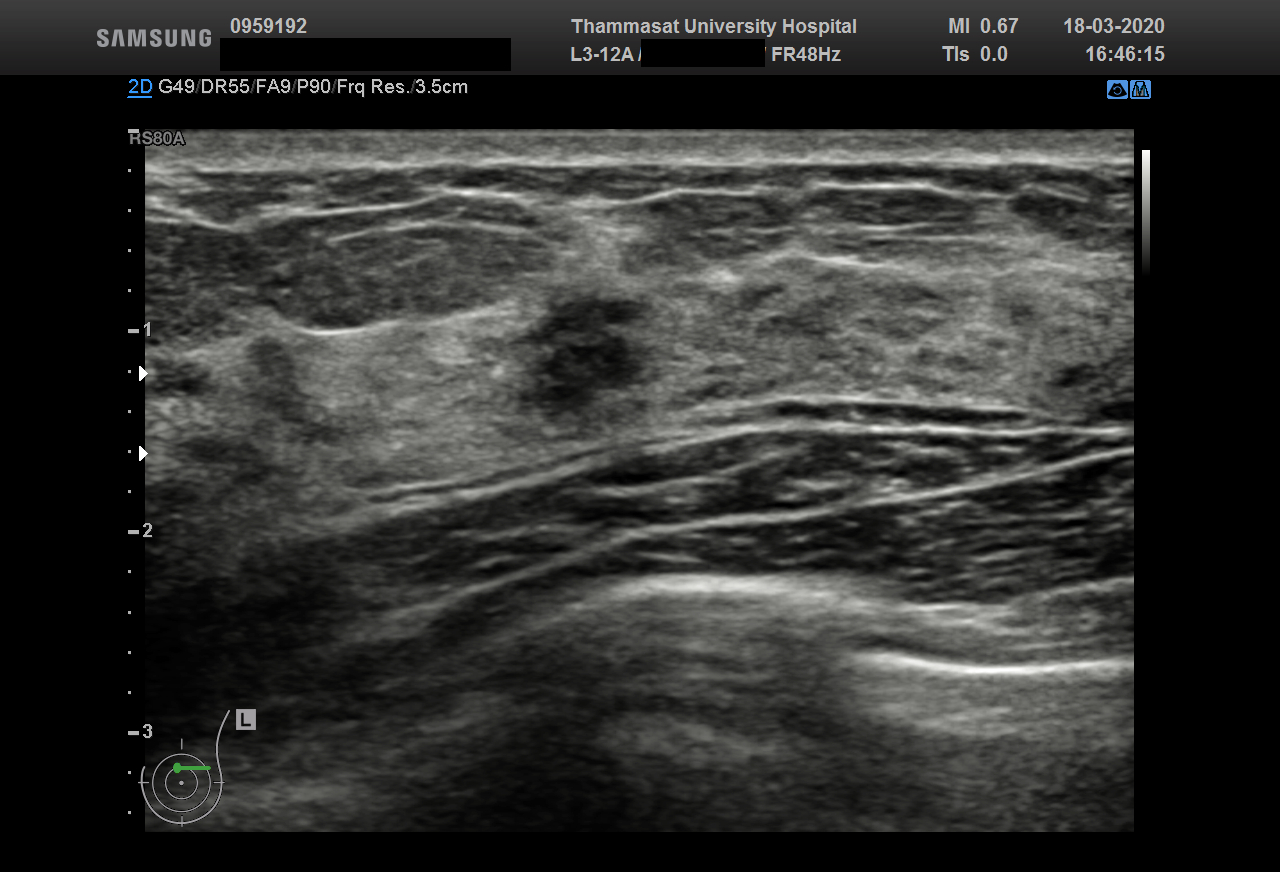 SAMSUNG
0959192
Thammasat University Hospital
MI 0.67
18-03-2020
L3-12A /
/ FR48Hz
TIs 0.0
16:46:15
2D G49/DR55/FA9/P90/Frq Res./3.5cm
RS80A
1
2
3
L